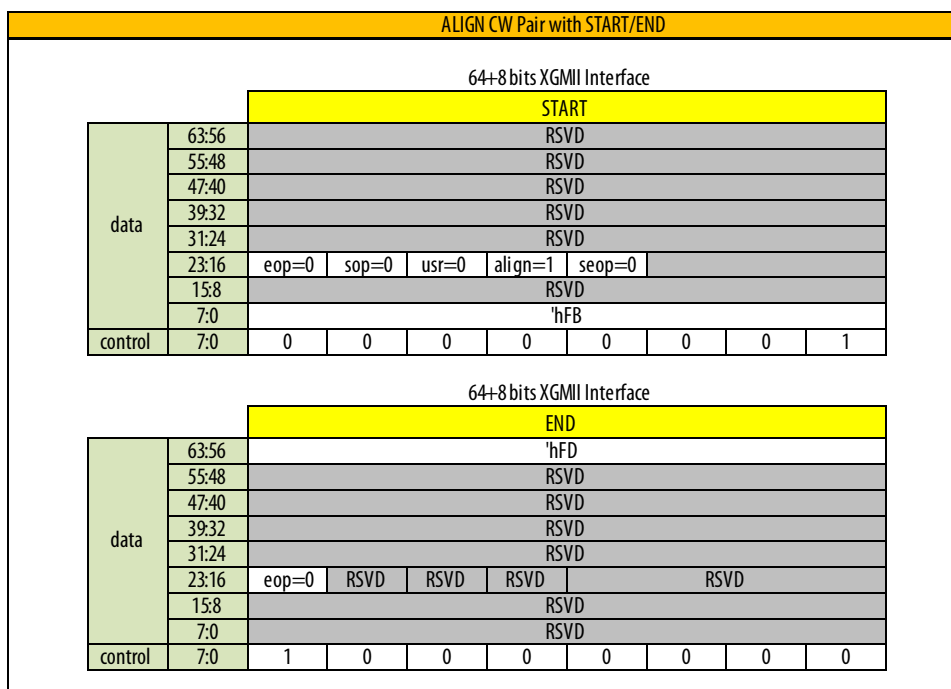 ALIGN CW Pair with START/END
64+8 bits XGMII Interface
START
63:56 RSVD
55:48 RSVD
47:40 RSVD
39:32 RSVD
data
31:24 RSVD
23:16 eop=0 sop=0 usr=0 align=1 seop=0
15:8 RSVD
7:0 'hFB
control 7:0 0 0 0 0 0 0 0 1
64+8 bits XGMII Interface
END
63:56 'hFD
55:48 RSVD
47:40 RSVD
39:32 RSVD
data
31:24 RSVD
23:16 eop=0 RSVD RSVD RSVD RSVD
15:8 RSVD
7:0 RSVD
control 7:0 1 0 0 0 0 0 0 0